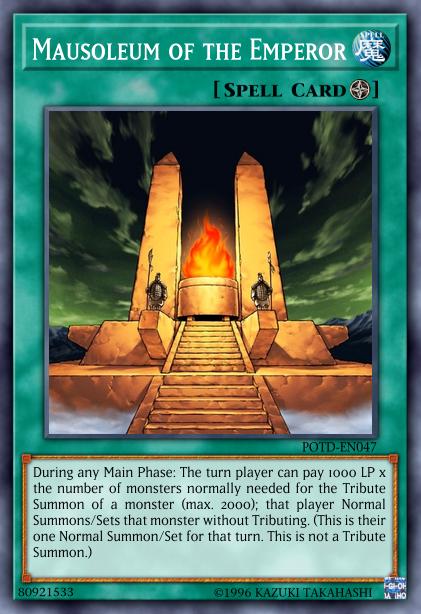 MAUSOLEUM OF THE EMPEROR
SPELL
魔
[SPELL CARD]
POTD-EN047
During any Main Phase: The turn player can pay 1000 LP x
the number of monsters normally needed for the Tribute
Summon of a monster (max. 2000); that player Normal
Summons/Sets that monster without Tributing. (This is their
one Normal Summon/Set for that turn. This is not a Tribute
Summon.)
80921533
©1996 KAZUKI TAKAHASHI